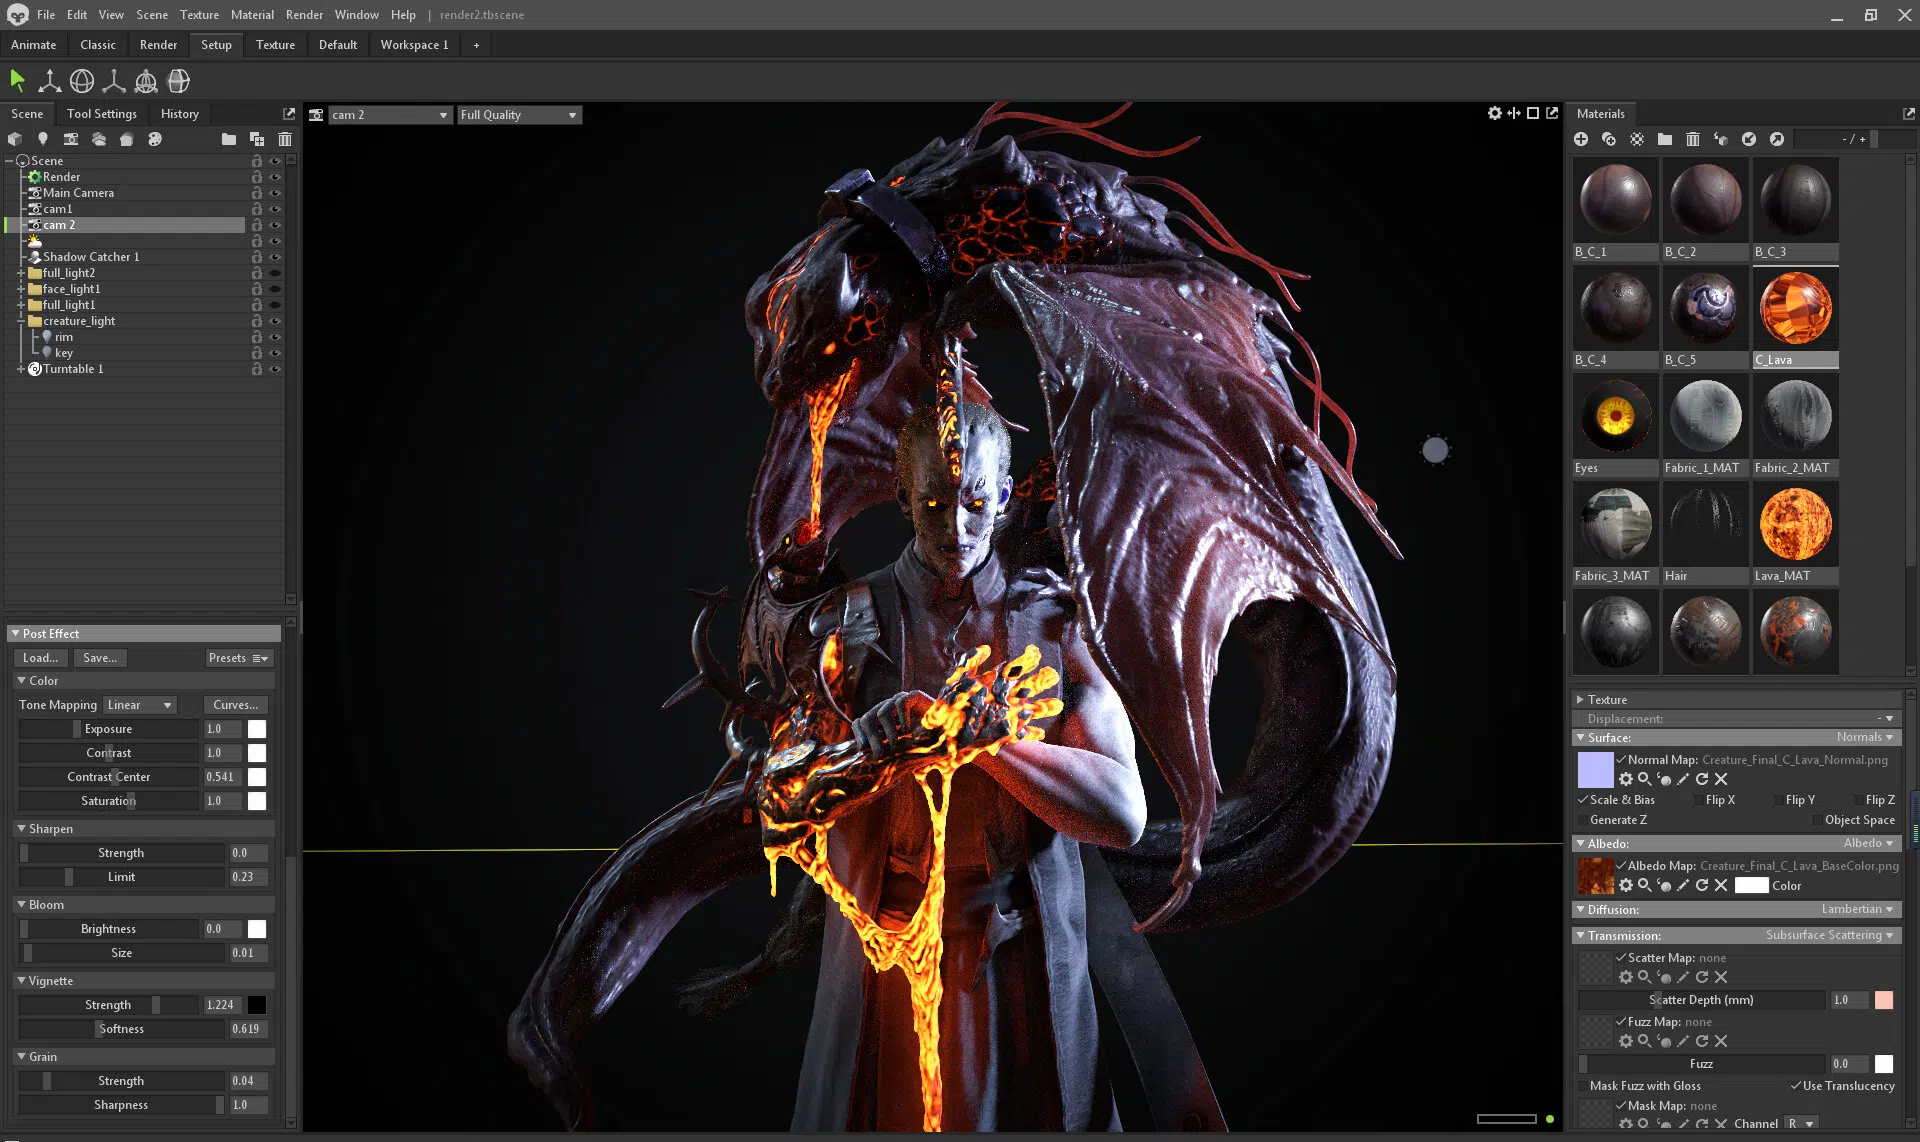 File Edit View Scene Texture Material Render Window Help | render2.tbscene
Animate Classic Render Setup Texture Default Workspace 1 +
Scene Tool Settings History
cam 2 Full Quality
Materials
- / +
Scene
Render
Main Camera
cam1
cam 2
Shadow Catcher 1
full_light2
face_light1
full_light1
creature_light
rim
key
Turntable 1
Post Effect
Load... Save... Presets
Color
Tone Mapping Linear Curves...
Exposure 1.0
Contrast 1.0
Contrast Center 0.541
Saturation 1.0
Sharpen
Strength 0.0
Limit 0.23
Bloom
Brightness 0.0
Size 0.01
Vignette
Strength 1.224
Softness 0.619
Grain
Strength 0.04
Sharpness 1.0
B_C_1 B_C_2 B_C_3
B_C_4 B_C_5 C_Lava
Eyes Fabric_1_MAT Fabric_2_MAT
Fabric_3_MAT Hair Lava_MAT
Texture
Displacement: -
Surface: Normals
Normal Map: Creature_Final_C_Lava_Normal.png
Scale & Bias Flip X Flip Y Flip Z
Generate Z Object Space
Albedo: Albedo
Albedo Map: Creature_Final_C_Lava_BaseColor.png
Color
Diffusion: Lambertian
Transmission: Subsurface Scattering
Scatter Map: none
Scatter Depth (mm) 1.0
Fuzz Map: none
Fuzz 0.0
Mask Fuzz with Gloss Use Translucency
Mask Map: none
Channel R